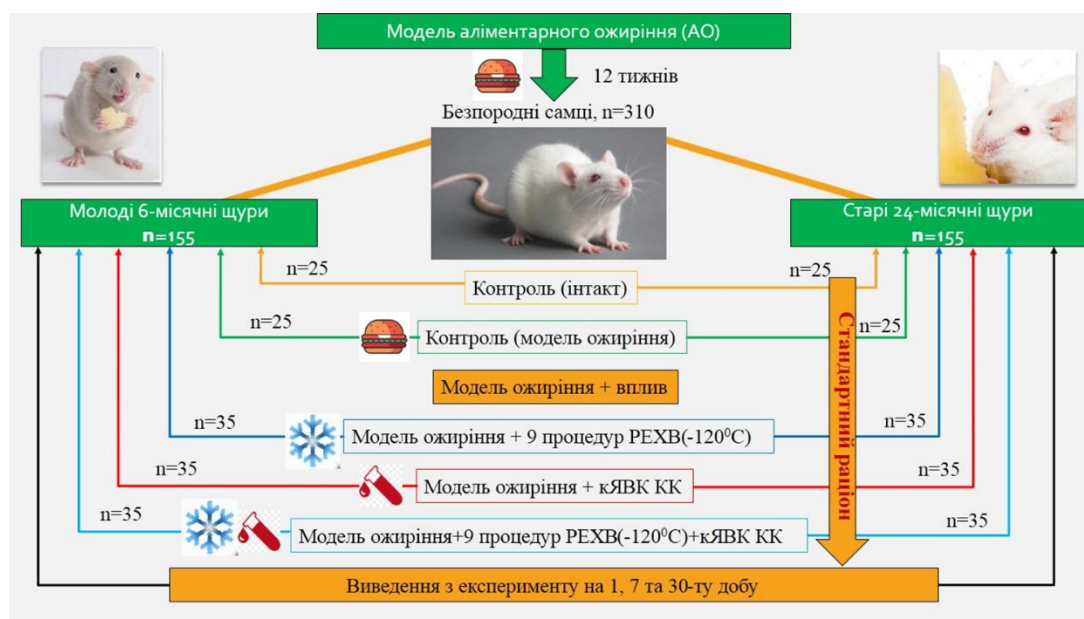 Модель аліментарного ожиріння (АО)
12 тижнів
Безпородні самці, n=310
Молоді 6-місячні щури
n=155
Старі 24-місячні щури
n=155
n=25
Контроль (інтакт)
n=25
n=25
Контроль (модель ожиріння)
n=25
Модель ожиріння + вплив
n=35
Модель ожиріння + 9 процедур РЕХВ(-120⁰С)
n=35
n=35
Модель ожиріння + кЯВК КК
n=35
n=35
Модель ожиріння+9 процедур РЕХВ(-120⁰С)+кЯВК КК
n=35
Стандартний раціон
Виведення з експерименту на 1, 7 та 30-ту добу